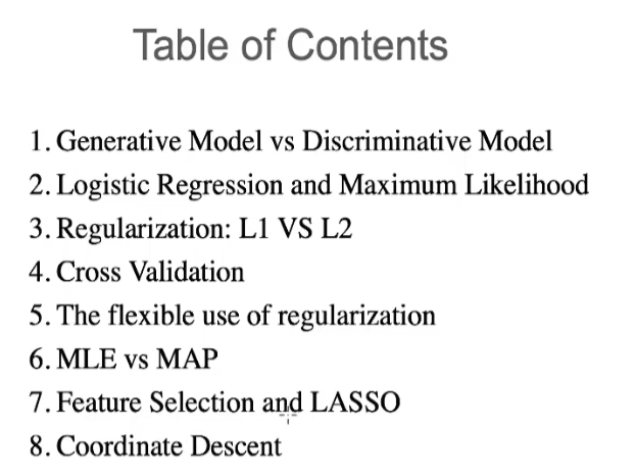 Table of Contents
1. Generative Model vs Discriminative Model
2. Logistic Regression and Maximum Likelihood
3. Regularization: L1 VS L2
4. Cross Validation
5. The flexible use of regularization
6. MLE vs MAP
7. Feature Selection and LASSO
8. Coordinate Descent